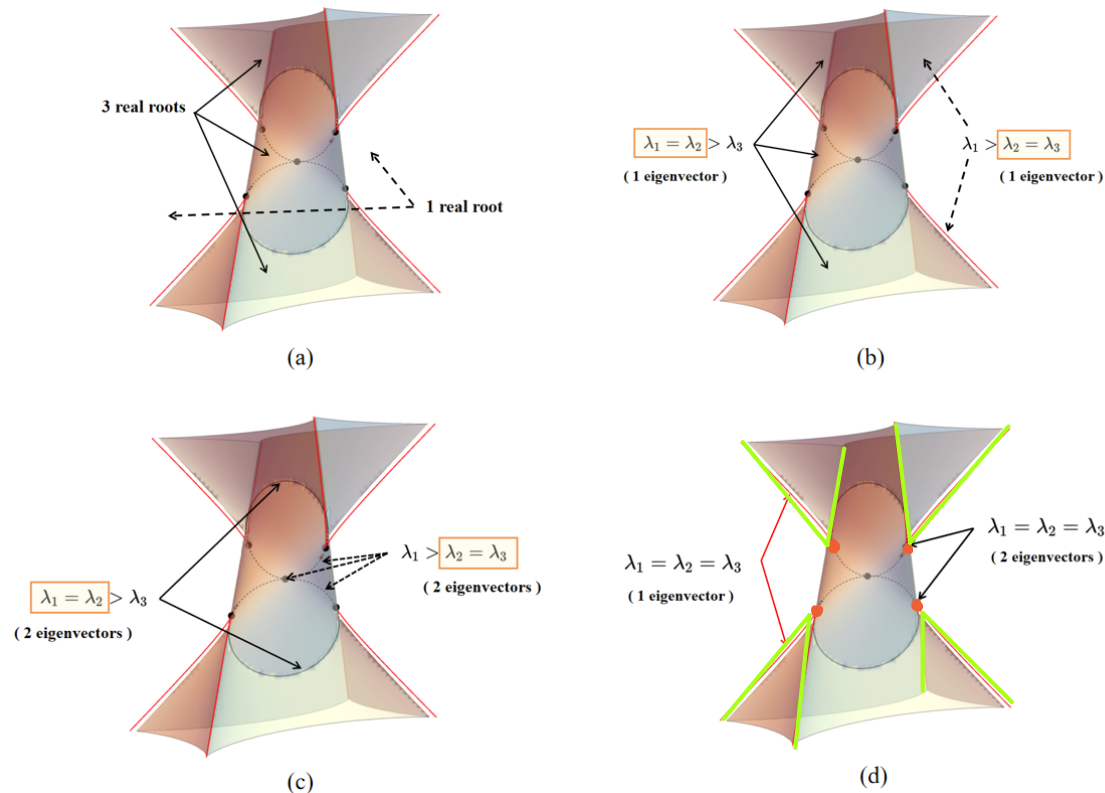 3 real roots
1 real root
(a)
λ₁ = λ₂ > λ₃
( 1 eigenvector )
λ₁ > λ₂ = λ₃
( 1 eigenvector )
(b)
λ₁ = λ₂ > λ₃
( 2 eigenvectors )
λ₁ > λ₂ = λ₃
( 2 eigenvectors )
(c)
λ₁ = λ₂ = λ₃
( 1 eigenvector )
λ₁ = λ₂ = λ₃
( 2 eigenvectors )
(d)